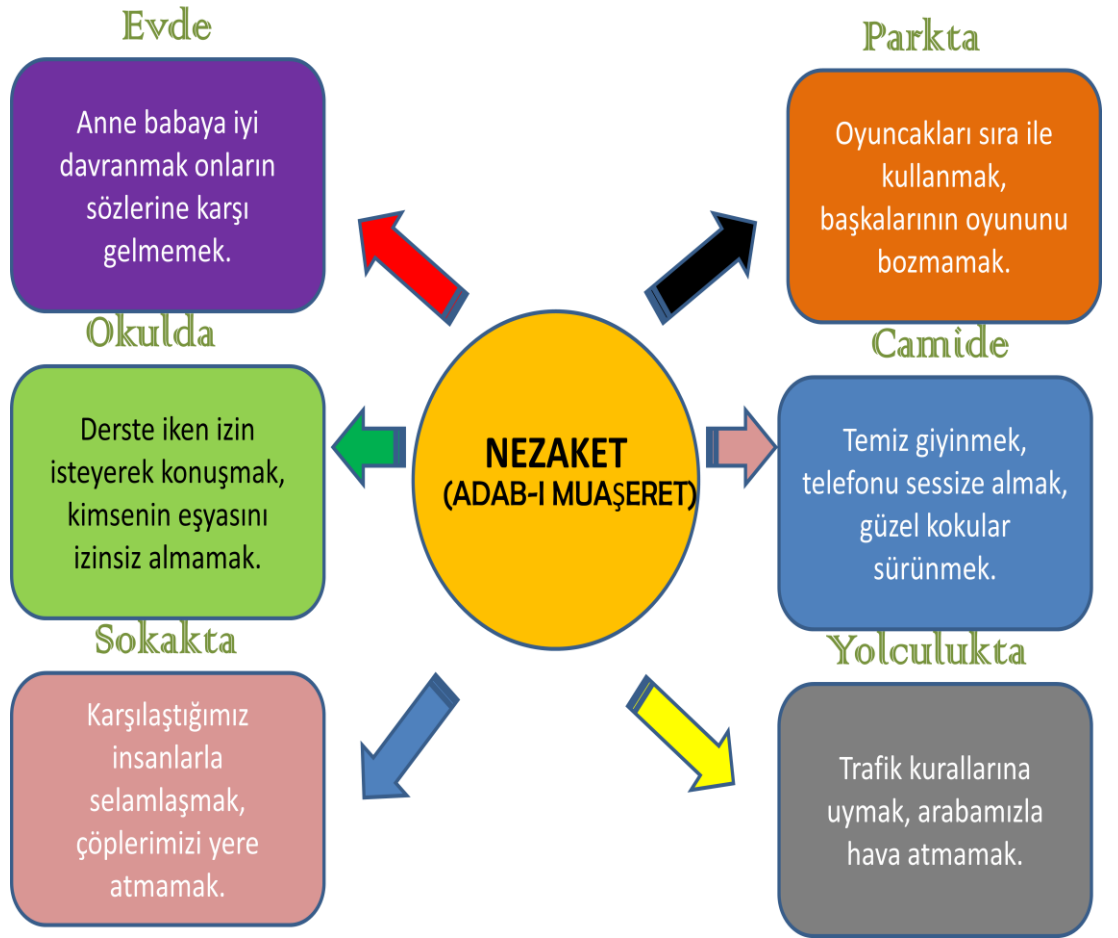 Evde
Anne babaya iyi
davranmak onların
sözlerine karşı
gelmemek.
Okulda
Derste iken izin
isteyerek konuşmak,
kimsenin eşyasını
izinsiz almamak.
Sokakta
Karşılaştığımız
insanlarla
selamlaşmak,
çöplerimizi yere
atmamak.
NEZAKET
(ADAB-I MUAŞERET)
Parkta
Oyuncakları sıra ile
kullanmak,
başkalarının oyununu
bozmamak.
Camide
Temiz giyinmek,
telefonu sessize almak,
güzel kokular
sürünmek.
Yolculukta
Trafik kurallarına
uymak, arabamızla
hava atmamak.